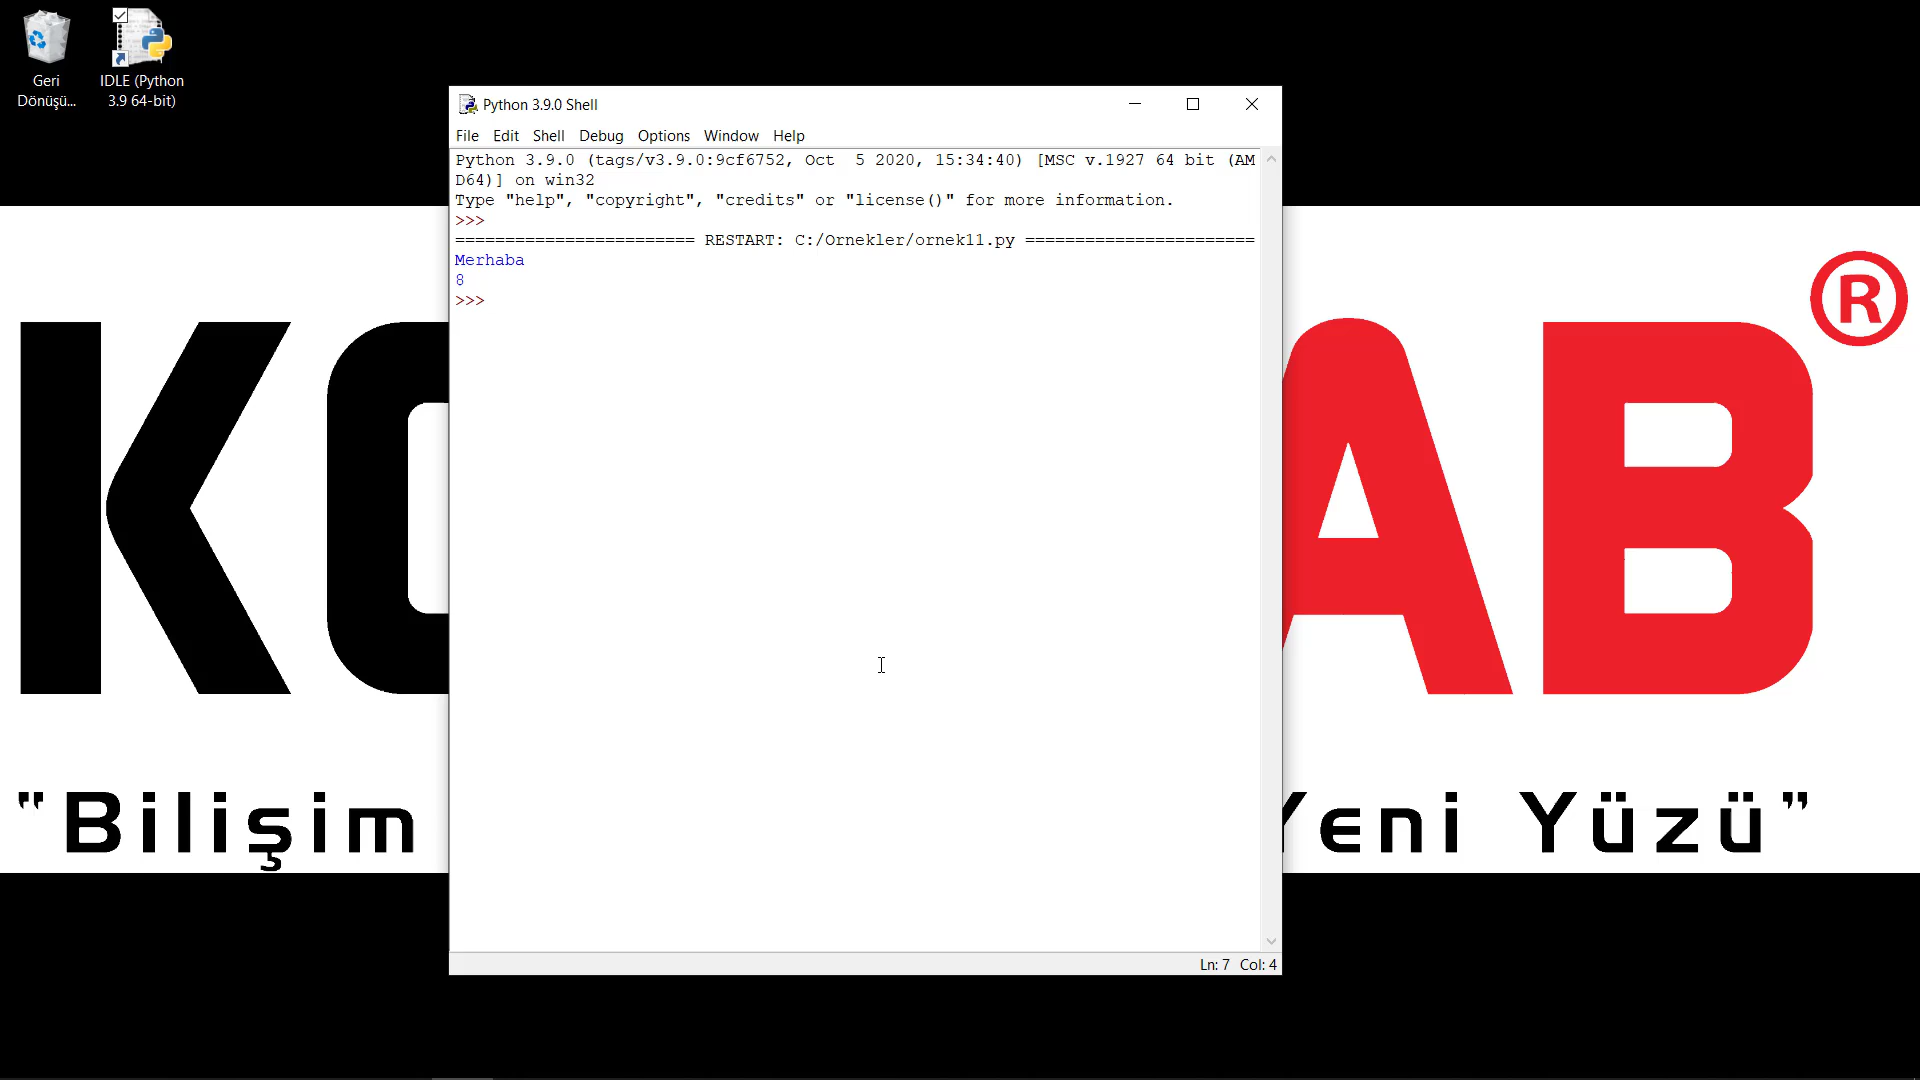 Geri
Dönüşü...
IDLE (Python
3.9 64-bit)
Python 3.9.0 Shell
File Edit Shell Debug Options Window Help
Python 3.9.0 (tags/v3.9.0:9cf6752, Oct  5 2020, 15:34:40) [MSC v.1927 64 bit (AM
D64)] on win32
Type "help", "copyright", "credits" or "license()" for more information.
>>>
======================== RESTART: C:/Ornekler/ornek11.py =======================
Merhaba
8
>>>
Ln: 7 Col: 4
K
AB®
"Bilişim
Yeni Yüzü"